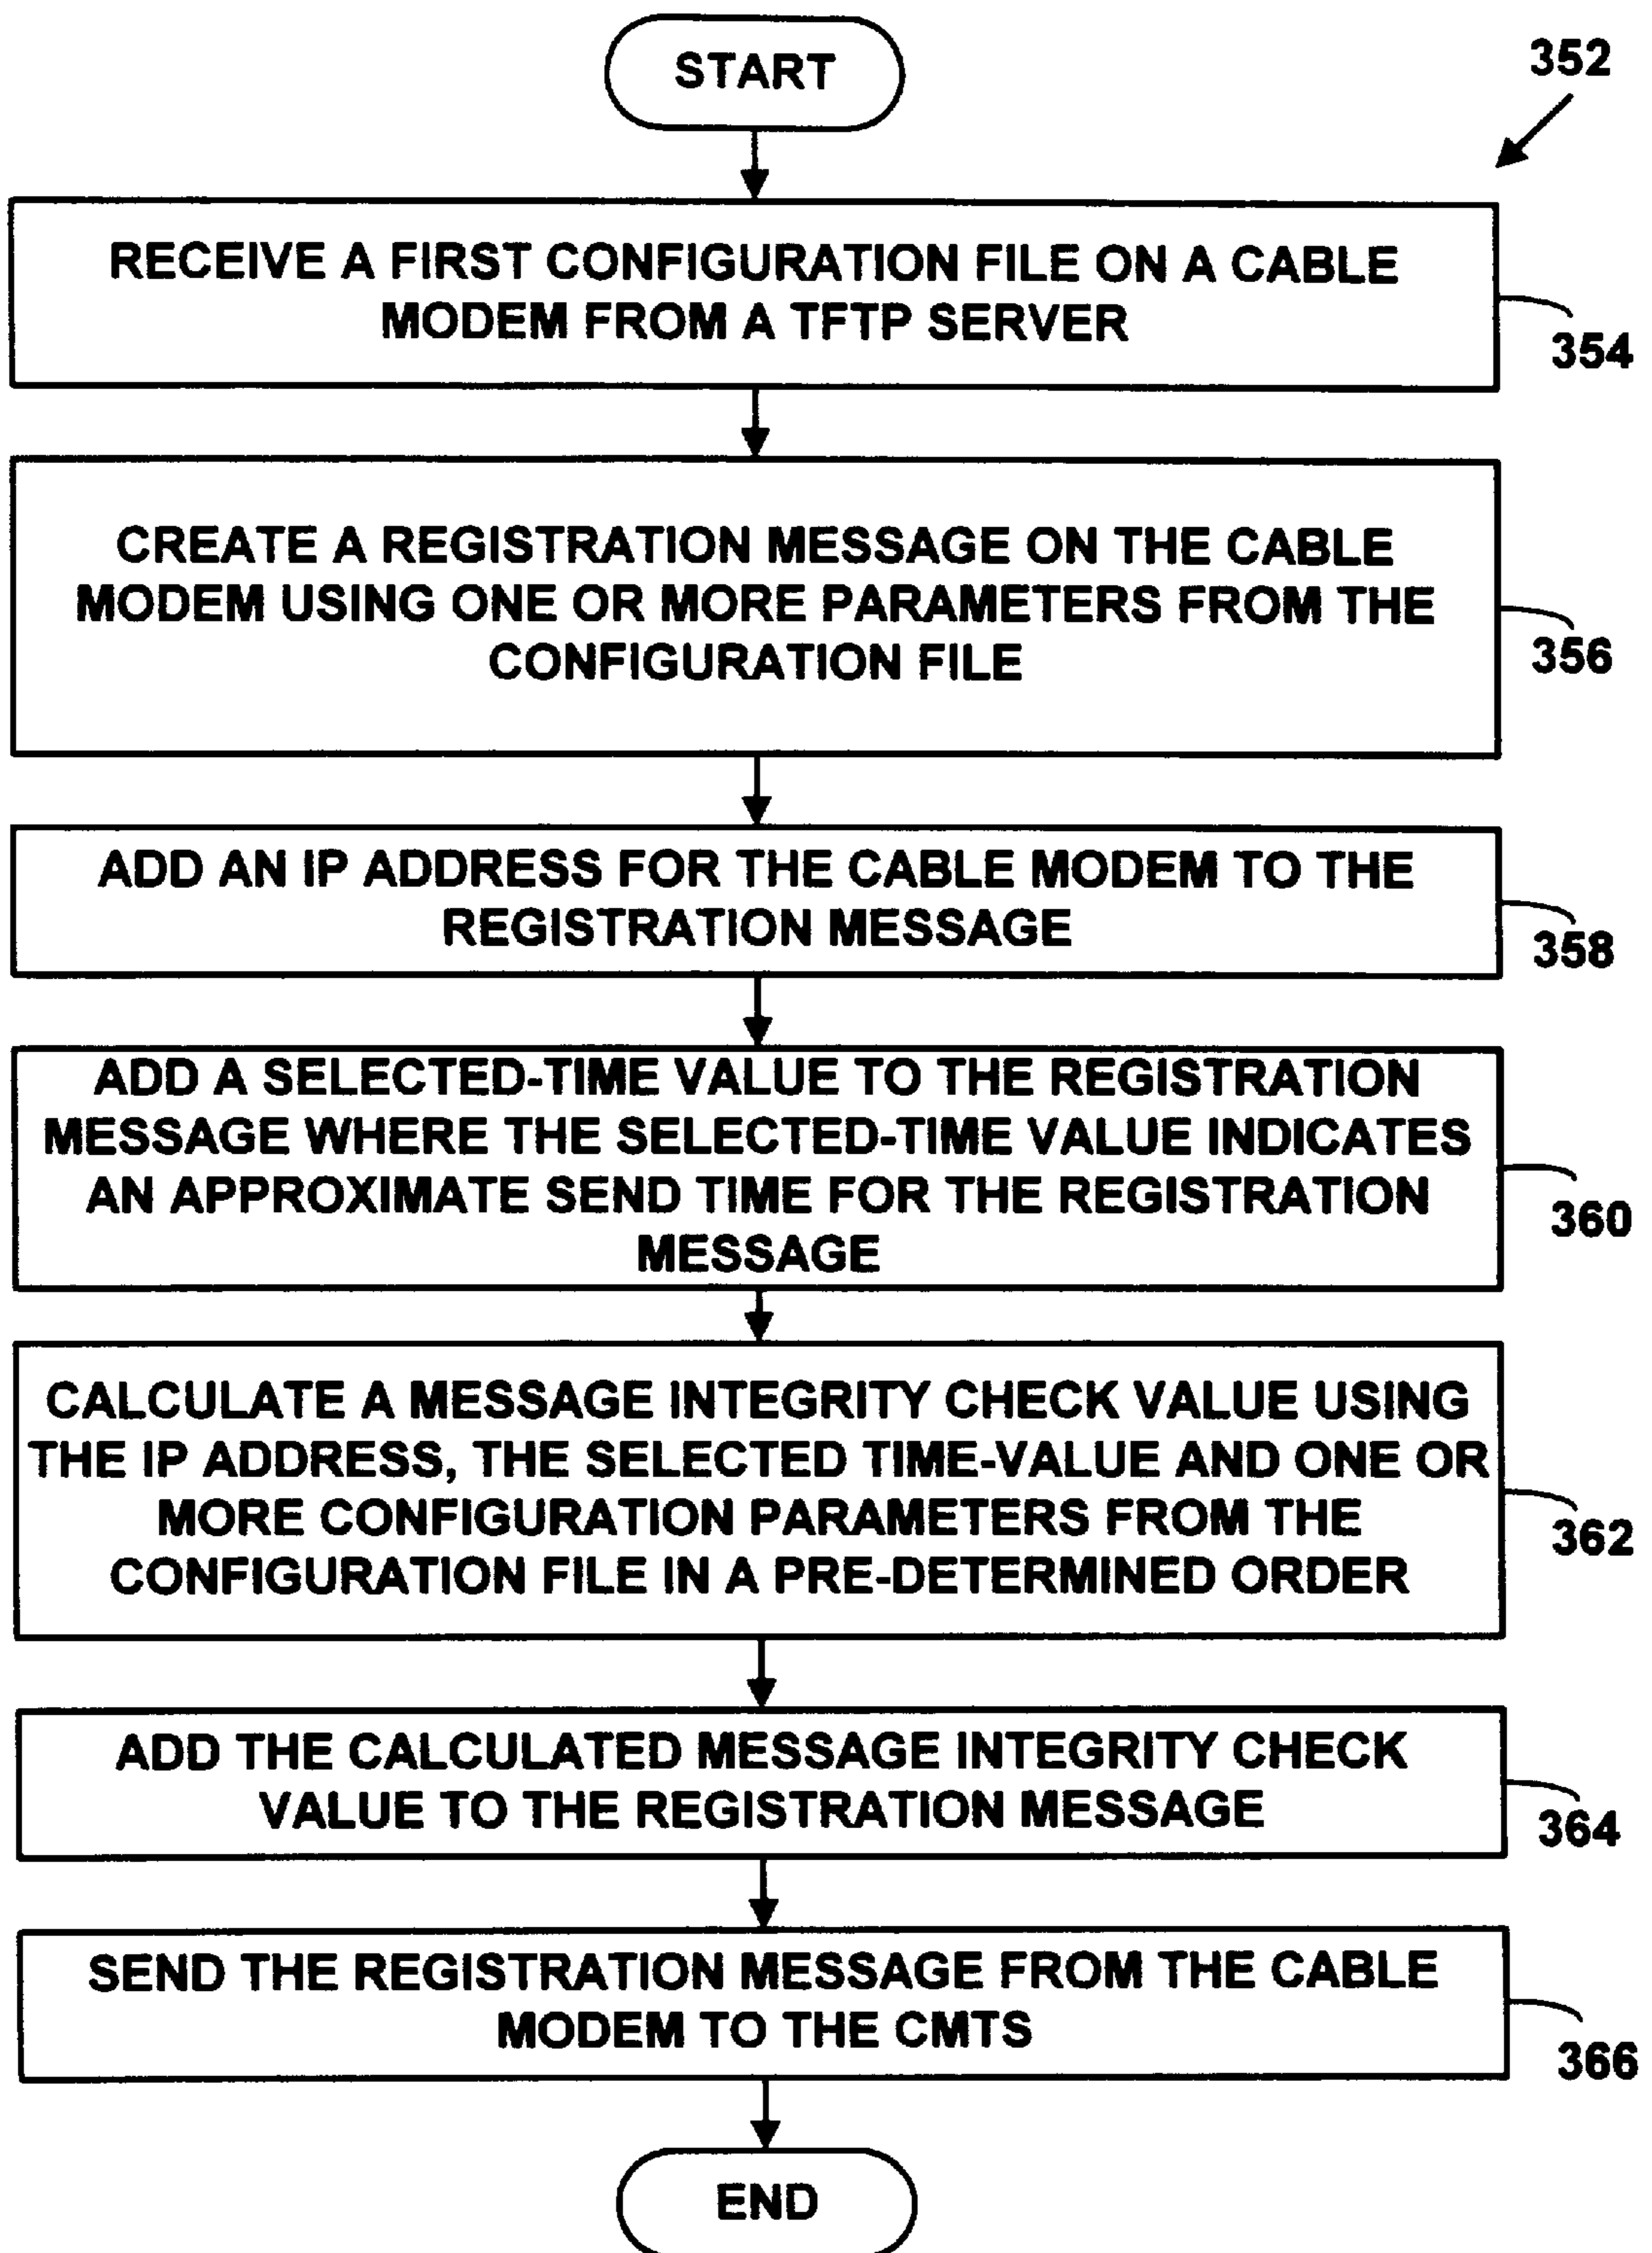 START
352
RECEIVE A FIRST CONFIGURATION FILE ON A CABLE
MODEM FROM A TFTP SERVER
354
CREATE A REGISTRATION MESSAGE ON THE CABLE
MODEM USING ONE OR MORE PARAMETERS FROM THE
CONFIGURATION FILE
356
ADD AN IP ADDRESS FOR THE CABLE MODEM TO THE
REGISTRATION MESSAGE
358
ADD A SELECTED-TIME VALUE TO THE REGISTRATION
MESSAGE WHERE THE SELECTED-TIME VALUE INDICATES
AN APPROXIMATE SEND TIME FOR THE REGISTRATION
MESSAGE
360
CALCULATE A MESSAGE INTEGRITY CHECK VALUE USING
THE IP ADDRESS, THE SELECTED TIME-VALUE AND ONE OR
MORE CONFIGURATION PARAMETERS FROM THE
CONFIGURATION FILE IN A PRE-DETERMINED ORDER
362
ADD THE CALCULATED MESSAGE INTEGRITY CHECK
VALUE TO THE REGISTRATION MESSAGE
364
SEND THE REGISTRATION MESSAGE FROM THE CABLE
MODEM TO THE CMTS
366
END